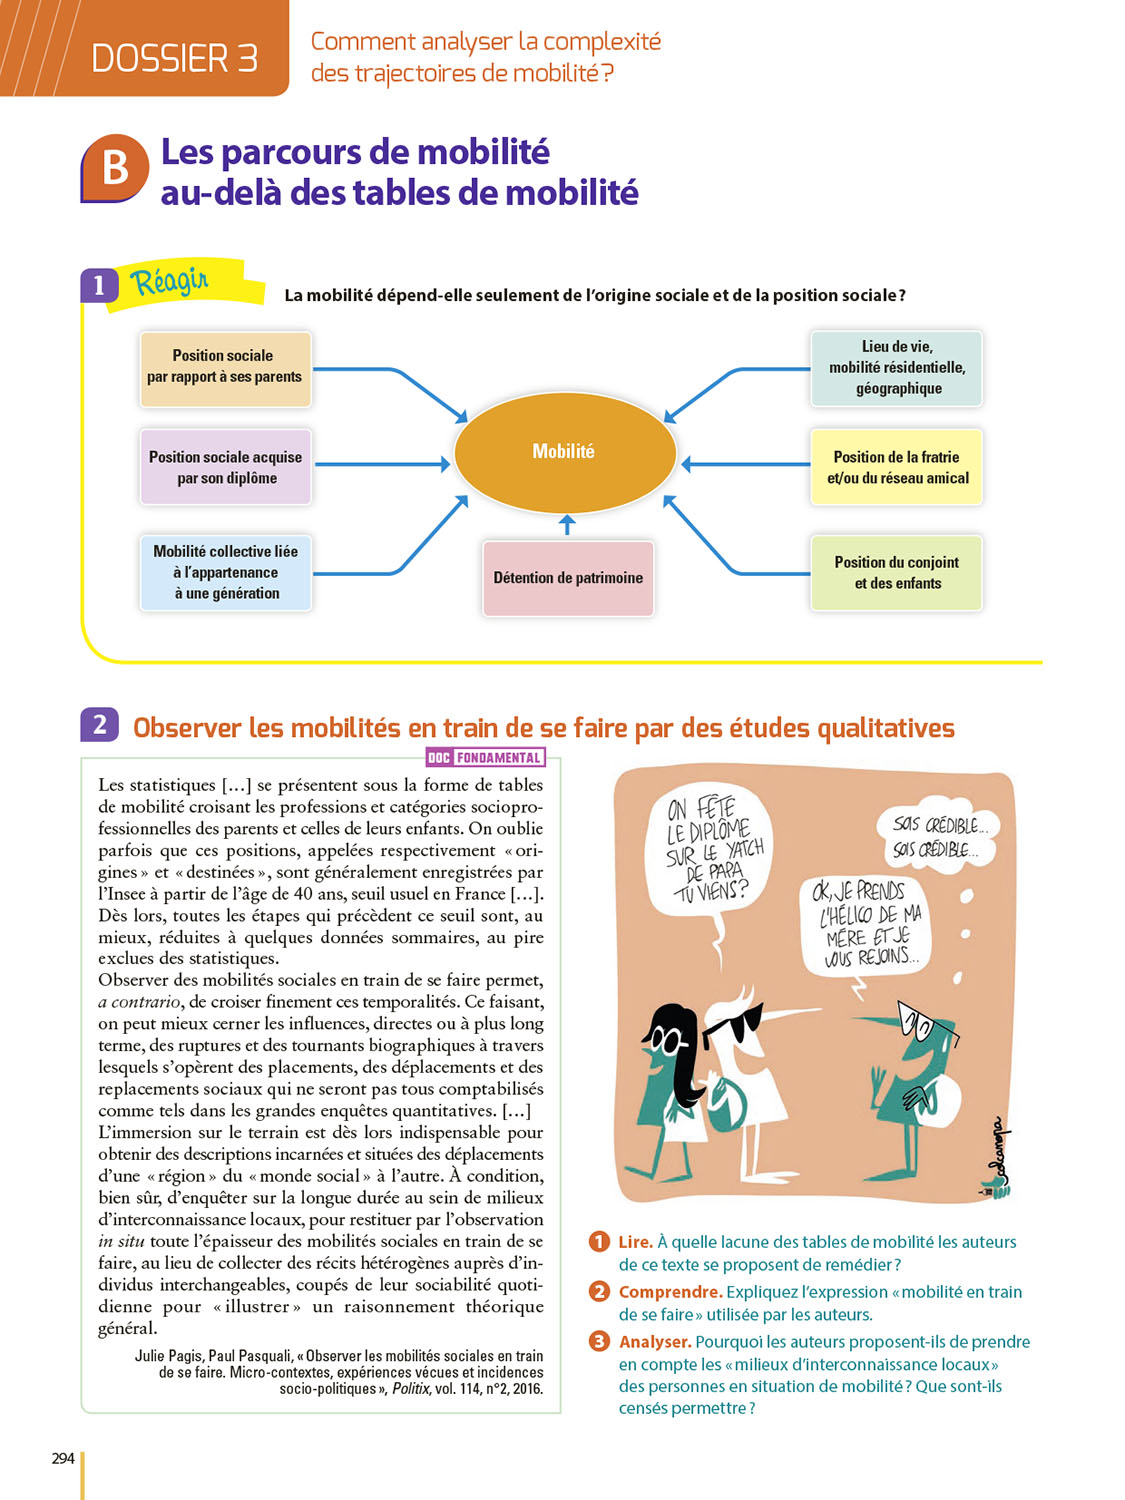 DOSSIER 3
Comment analyser la complexité
des trajectoires de mobilité ?
B
Les parcours de mobilité
au-delà des tables de mobilité
1 Réagir
La mobilité dépend-elle seulement de l'origine sociale et de la position sociale ?
Position sociale
par rapport à ses parents
Position sociale acquise
par son diplôme
Mobilité collective liée
à l'appartenance
à une génération
Mobilité
Détention de patrimoine
Lieu de vie,
mobilité résidentielle,
géographique
Position de la fratrie
et/ou du réseau amical
Position du conjoint
et des enfants
2 Observer les mobilités en train de se faire par des études qualitatives
DOC FONDAMENTAL
Les statistiques […] se présentent sous la forme de tables
de mobilité croisant les professions et catégories sociopro-
fessionnelles des parents et celles de leurs enfants. On oublie
parfois que ces positions, appelées respectivement « ori-
gines » et « destinées », sont généralement enregistrées par
l'Insee à partir de l'âge de 40 ans, seuil usuel en France […].
Dès lors, toutes les étapes qui précèdent ce seuil sont, au
mieux, réduites à quelques données sommaires, au pire
exclues des statistiques.
Observer des mobilités sociales en train de se faire permet,
a contrario, de croiser finement ces temporalités. Ce faisant,
on peut mieux cerner les influences, directes ou à plus long
terme, des ruptures et des tournants biographiques à travers
lesquels s'opèrent des placements, des déplacements et des
replacements sociaux qui ne seront pas tous comptabilisés
comme tels dans les grandes enquêtes quantitatives. […]
L'immersion sur le terrain est dès lors indispensable pour
obtenir des descriptions incarnées et situées des déplacements
d'une « région » du « monde social » à l'autre. À condition,
bien sûr, d'enquêter sur la longue durée au sein de milieux
d'interconnaissance locaux, pour restituer par l'observation
in situ toute l'épaisseur des mobilités sociales en train de se
faire, au lieu de collecter des récits hétérogènes auprès d'in-
dividus interchangeables, coupés de leur sociabilité quoti-
dienne pour « illustrer » un raisonnement théorique
général.
Julie Pagis, Paul Pasquali, « Observer les mobilités sociales en train
de se faire. Micro-contextes, expériences vécues et incidences
socio-politiques », Politix, vol. 114, n°2, 2016.
ON FÊTE
LE DIPLÔME
SUR LE YATCH
DE PAPA
TU VIENS ?
SOIS CRÉDIBLE...
SOIS CRÉDIBLE...
OK, JE PRENDS
L'HÉLICO DE MA
MÈRE ET JE
VOUS REJOINS...
colcanopa
1 Lire. À quelle lacune des tables de mobilité les auteurs
de ce texte se proposent de remédier ?
2 Comprendre. Expliquez l'expression « mobilité en train
de se faire » utilisée par les auteurs.
3 Analyser. Pourquoi les auteurs proposent-ils de prendre
en compte les « milieux d'interconnaissance locaux »
des personnes en situation de mobilité ? Que sont-ils
censés permettre ?
294